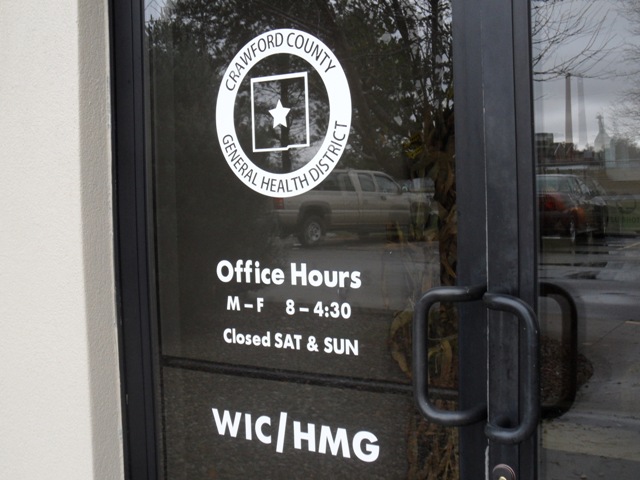 CRAWFORD COUNTY
GENERAL HEALTH DISTRICT
Office Hours
M – F 8 – 4:30
Closed SAT & SUN
WIC/HMG